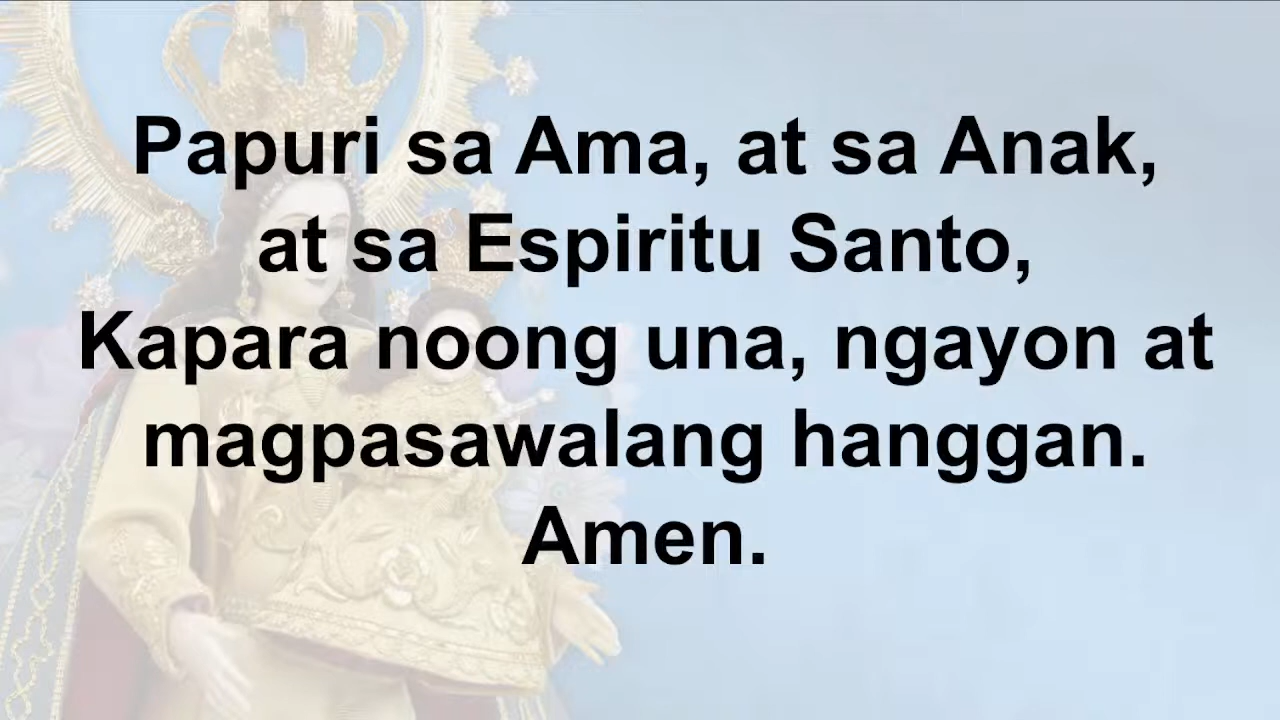 Papuri sa Ama, at sa Anak,
at sa Espiritu Santo,
Kapara noong una, ngayon at
magpasawalang hanggan.
Amen.